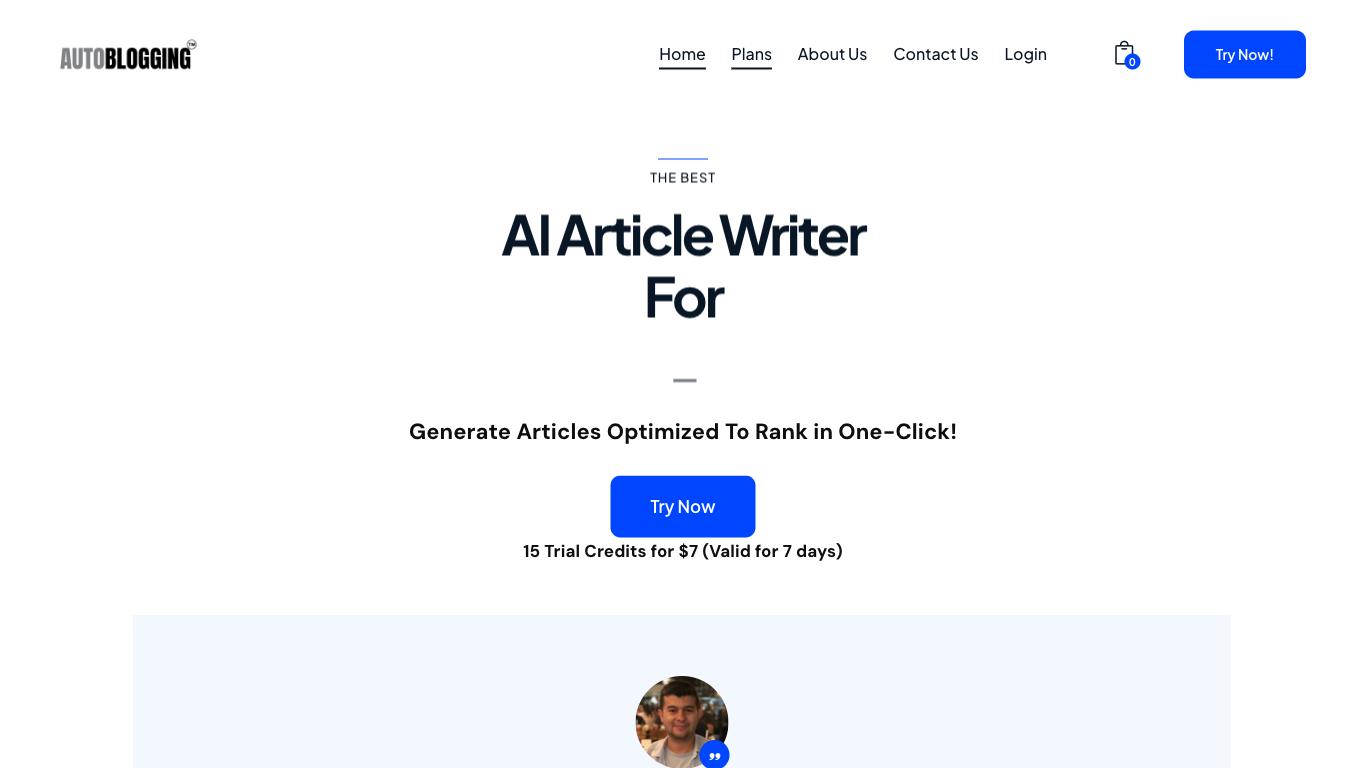 AUTOBLOGGING™
Home Plans About Us Contact Us Login 0 Try Now!
THE BEST
AI Article Writer
For
Generate Articles Optimized To Rank in One-Click!
Try Now
15 Trial Credits for $7 (Valid for 7 days)